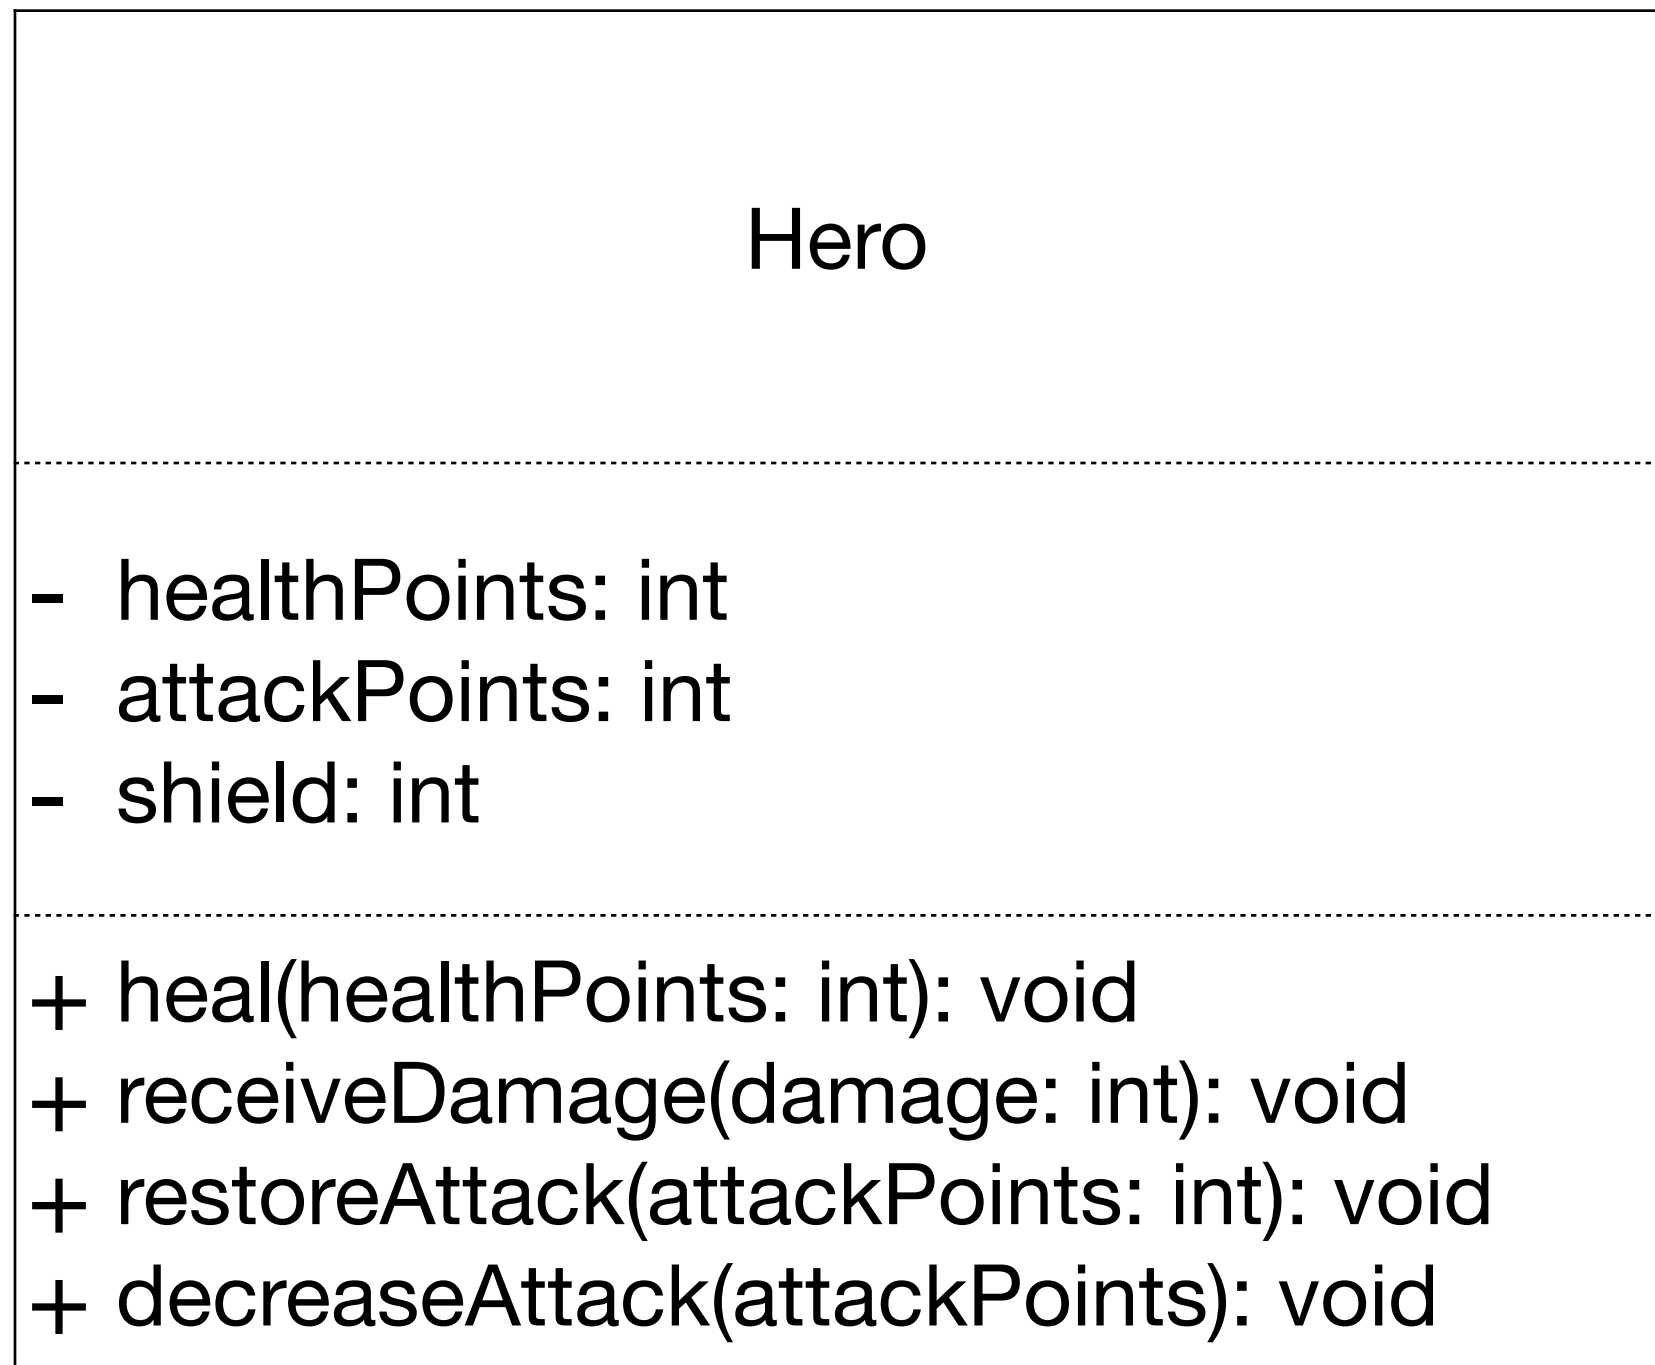 Hero
- healthPoints: int
- attackPoints: int
- shield: int
+ heal(healthPoints: int): void
+ receiveDamage(damage: int): void
+ restoreAttack(attackPoints: int): void
+ decreaseAttack(attackPoints): void